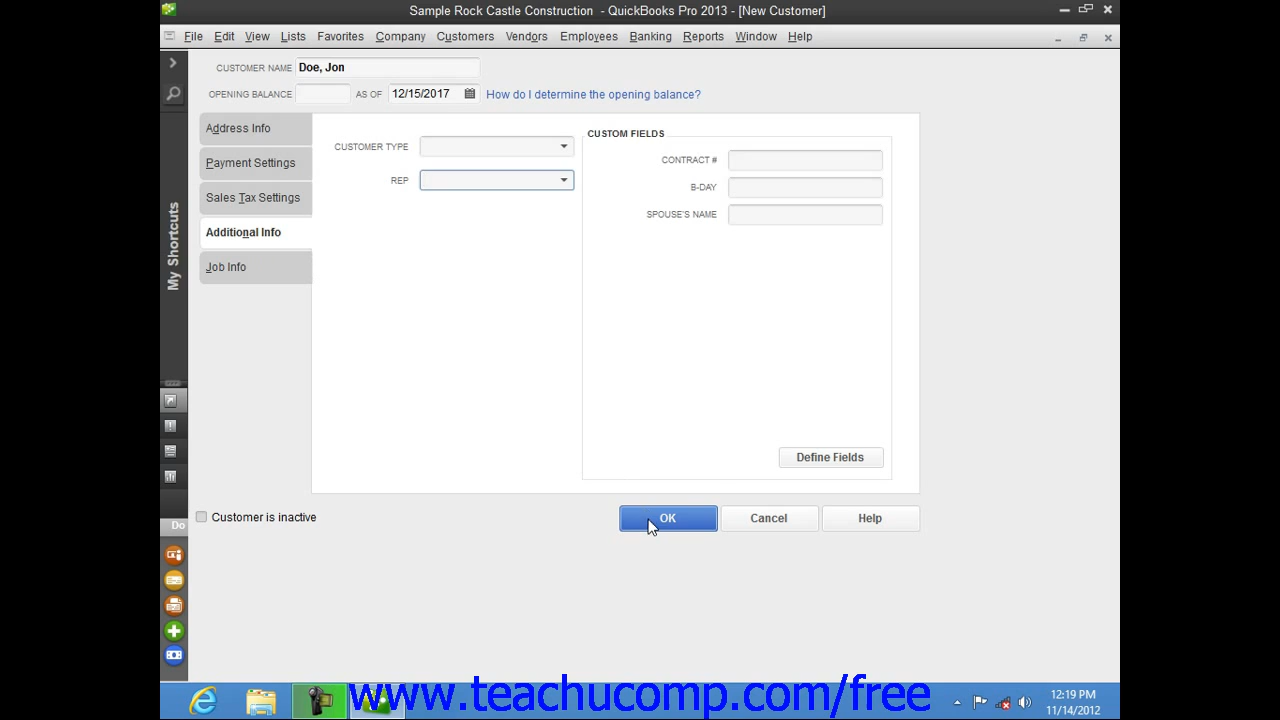 Sample Rock Castle Construction - QuickBooks Pro 2013 - [New Customer]
File Edit View Lists Favorites Company Customers Vendors Employees Banking Reports Window Help
CUSTOMER NAME Doe, Jon
OPENING BALANCE AS OF 12/15/2017 How do I determine the opening balance?
Address Info
Payment Settings
Sales Tax Settings
Additional Info
Job Info
CUSTOMER TYPE
REP
CUSTOM FIELDS
CONTRACT #
B-DAY
SPOUSE'S NAME
Define Fields
My Shortcuts
Customer is inactive
OK Cancel Help
Do
www.teachucomp.com/free
12:19 PM
11/14/2012